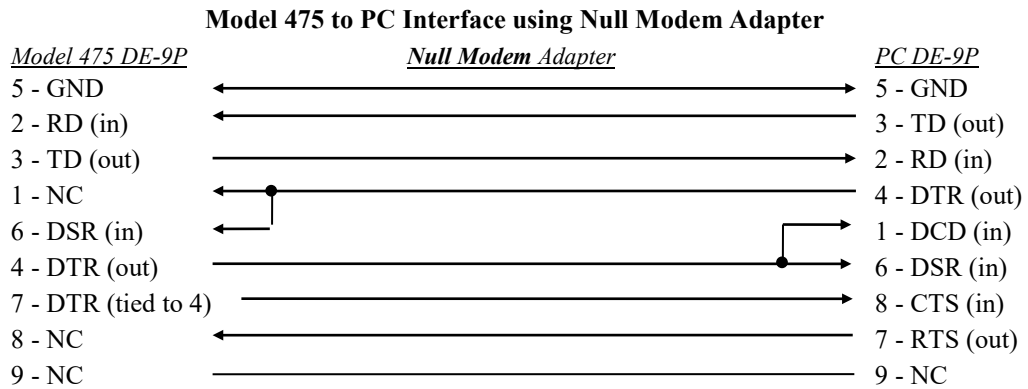 Model 475 to PC Interface using Null Modem Adapter
Model 475 DE-9P Null Modem Adapter PC DE-9P
5 - GND 5 - GND
2 - RD (in) 3 - TD (out)
3 - TD (out) 2 - RD (in)
1 - NC 4 - DTR (out)
6 - DSR (in) 1 - DCD (in)
4 - DTR (out) 6 - DSR (in)
7 - DTR (tied to 4) 8 - CTS (in)
8 - NC 7 - RTS (out)
9 - NC 9 - NC